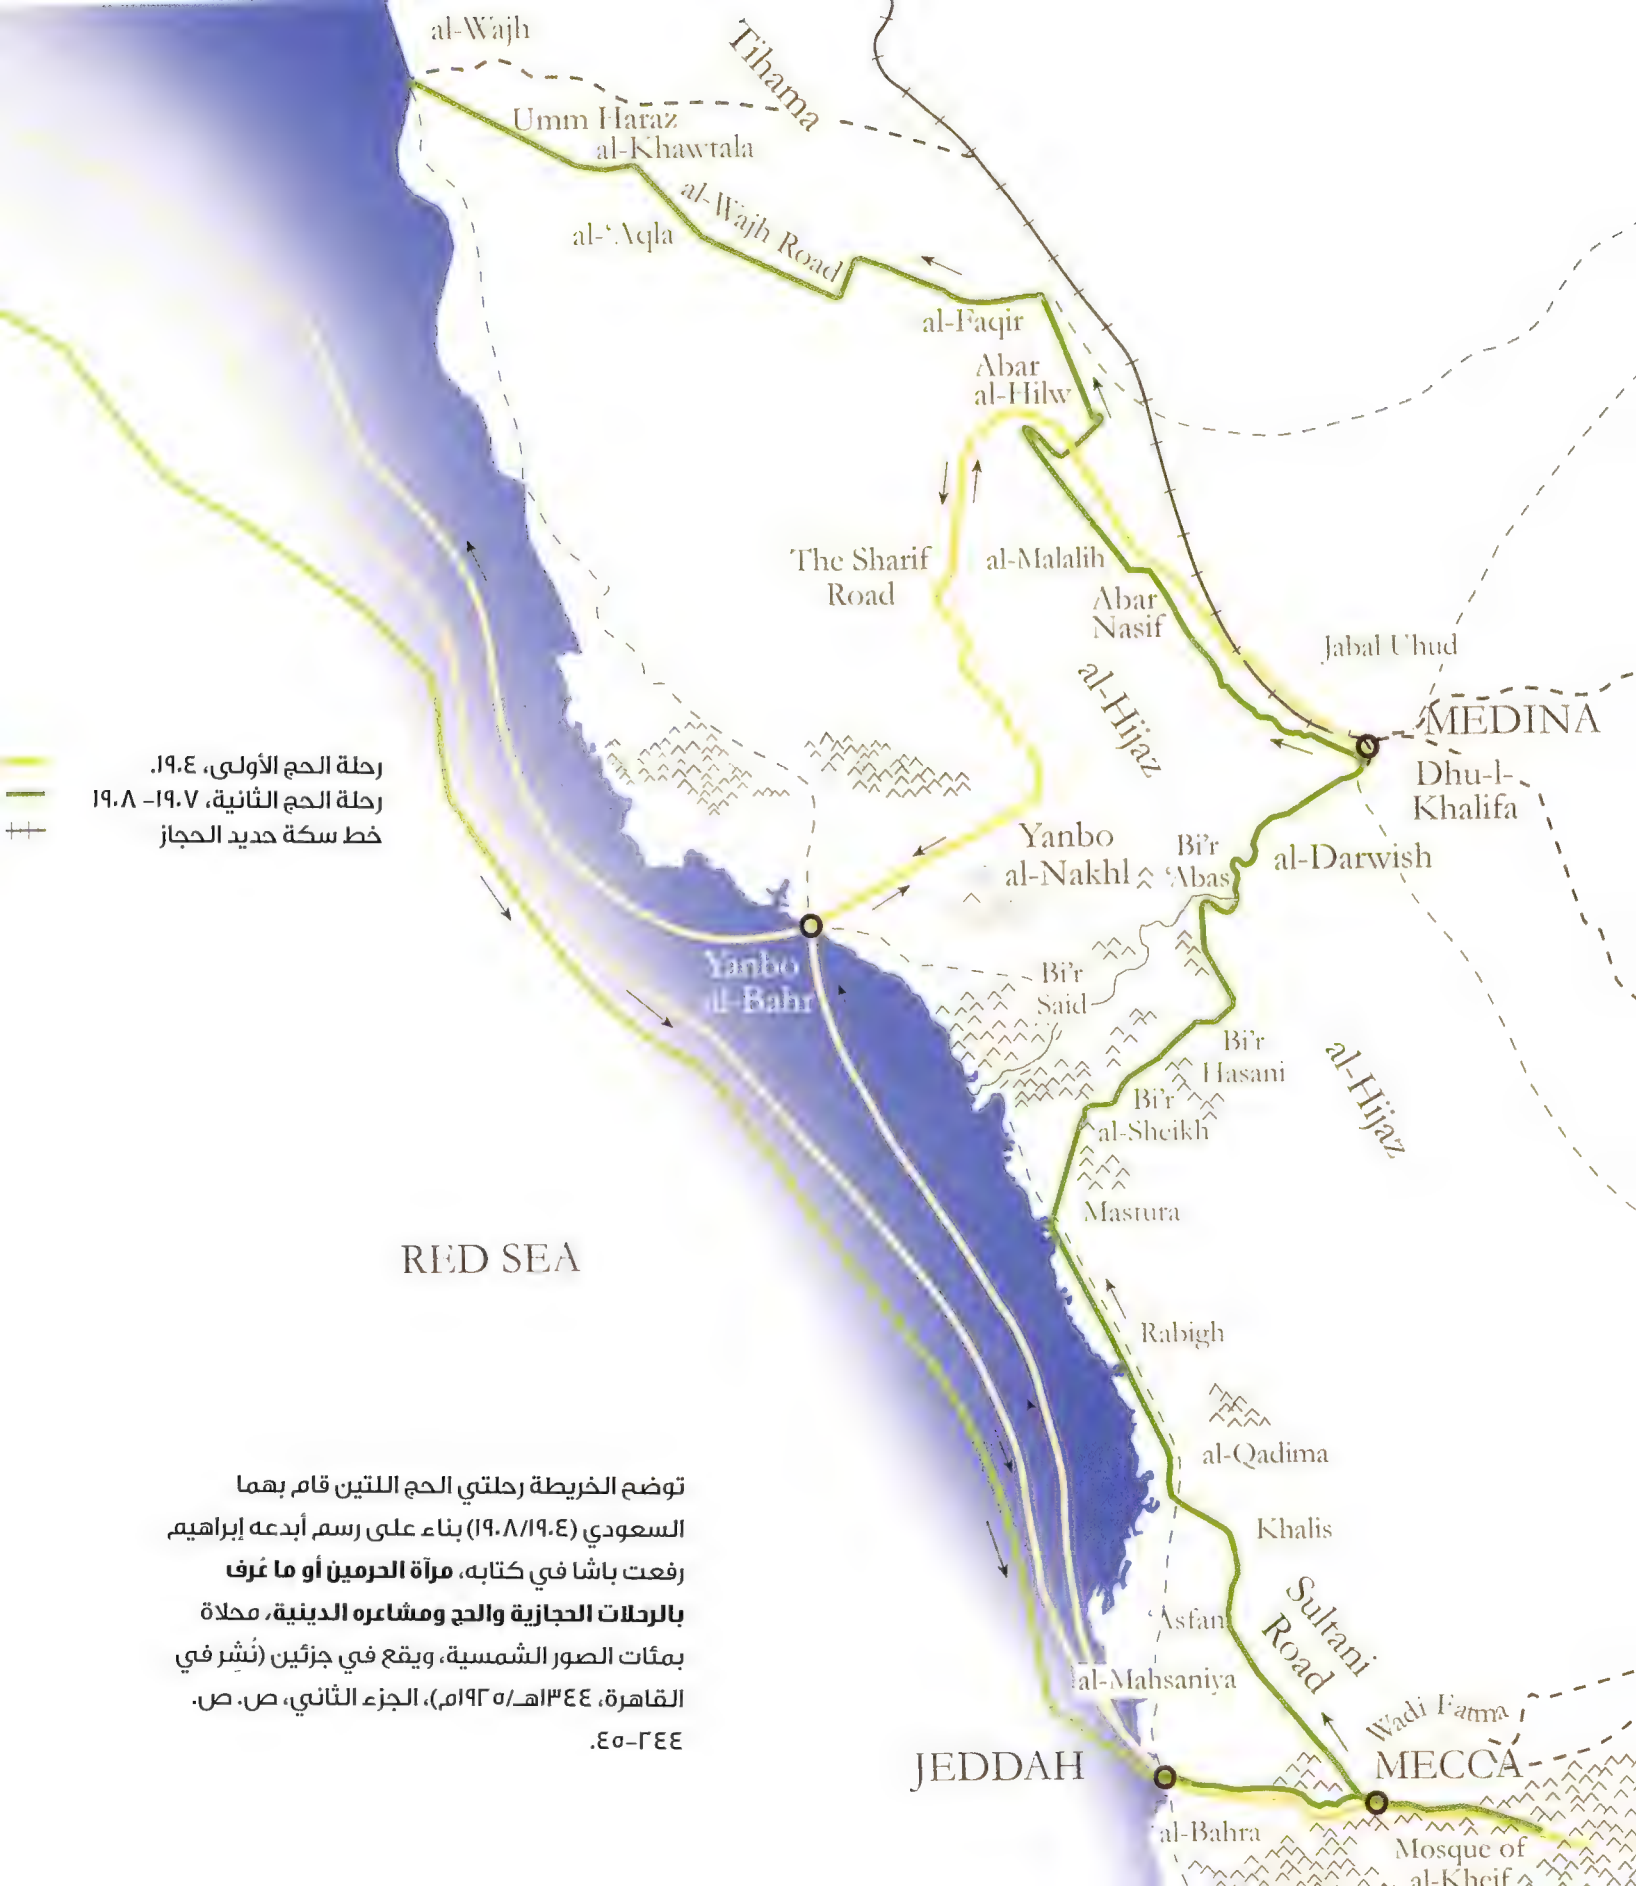 al-Wajh
Tihama
Umm Haraz
al-Khawtala
al-Wajh Road
al-'Aqla
al-Faqir
Abar
al-Hilw
The Sharif
Road
al-Malalih
Abar
Nasif
Jabal Uhud
al-Hijaz
MEDINA
Dhu-l-
Khalifa
رحلة الحج الأولى، ١٩٠٤.
رحلة الحج الثانية، ١٩٠٧– ١٩٠٨
خط سكة حديد الحجاز
Yanbo
al-Nakhl
Bi'r
'Abas
al-Darwish
Yanbo
al-Bahr
Bi'r
Said
Bi'r
Hasani
al-Hijaz
Bi'r
al-Sheikh
Mastura
RED SEA
Rabigh
al-Qadima
Khalis
توضح الخريطة رحلتي الحج اللتين قام بهما
السعودي (١٩٠٨/١٩٠٤) بناء على رسم أبدعه إبراهيم
رفعت باشا في كتابه، مرآة الحرمين أو ما عُرف
بالرحلات الحجازية والحج ومشاعره الدينية، محلاة
بمئات الصور الشمسية، ويقع في جزئين (نُشِر في
القاهرة، ١٣٤٤هـ/١٩٢٥م)، الجزء الثاني، ص. ص.
٢٤٤–٤٥.
'Asfan
Sultani
Road
al-Mahsaniya
Wadi Fatma
JEDDAH
MECCA
al-Bahra
Mosque of
al-Kheif